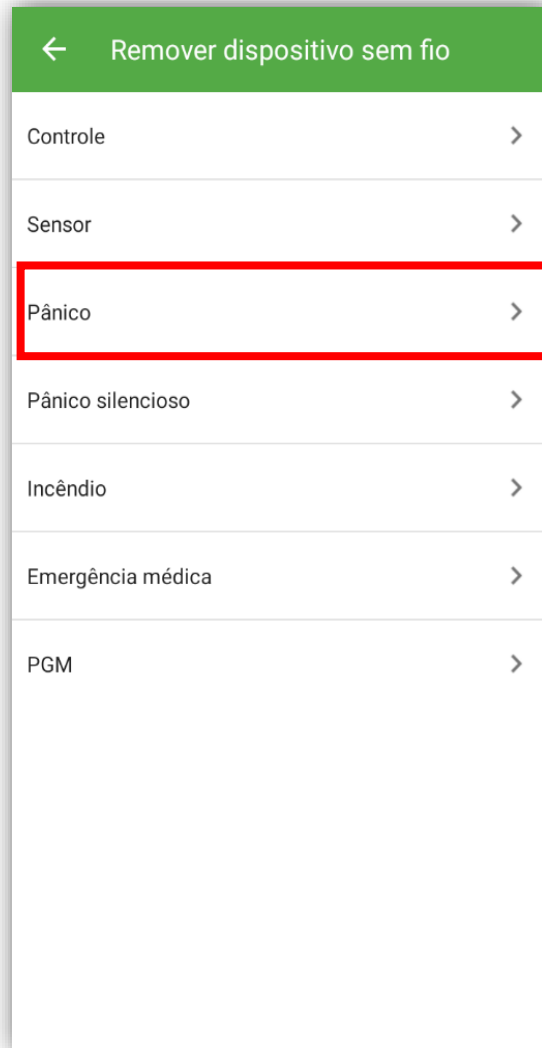 Remover dispositivo sem fio
Controle
Sensor
Pânico
Pânico silencioso
Incêndio
Emergência médica
PGM